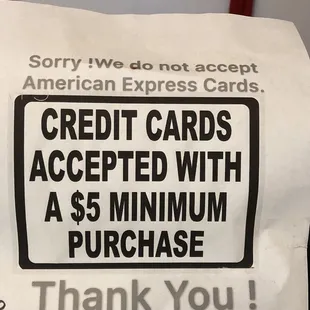 Sorry !We do not accept
American Express Cards.
CREDIT CARDS
ACCEPTED WITH
A $5 MINIMUM
PURCHASE
Thank You !